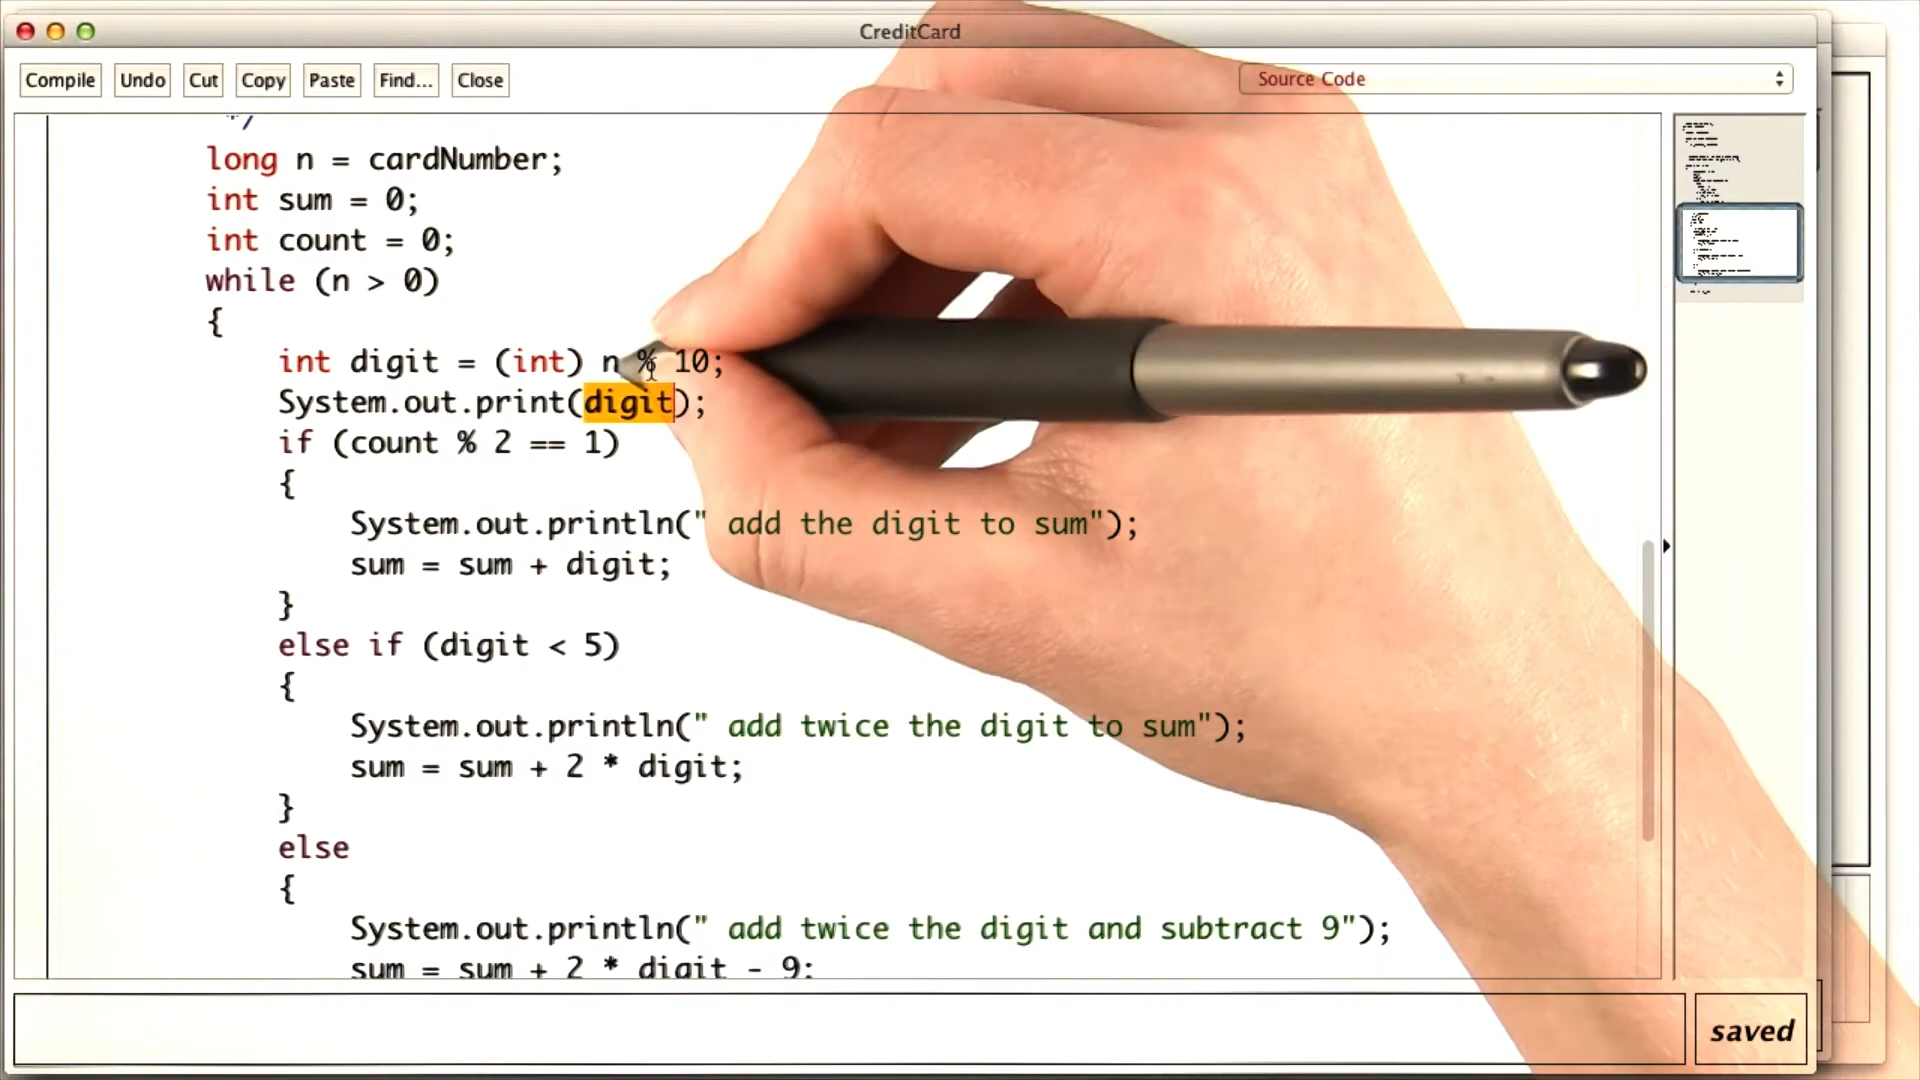 CreditCard
Compile Undo Cut Copy Paste Find... Close Source Code
*/
long n = cardNumber;
int sum = 0;
int count = 0;
while (n > 0)
{
int digit = (int) n % 10;
System.out.print(digit);
if (count % 2 == 1)
{
System.out.println(" add the digit to sum");
sum = sum + digit;
}
else if (digit < 5)
{
System.out.println(" add twice the digit to sum");
sum = sum + 2 * digit;
}
else
{
System.out.println(" add twice the digit and subtract 9");
sum = sum + 2 * digit - 9;
saved